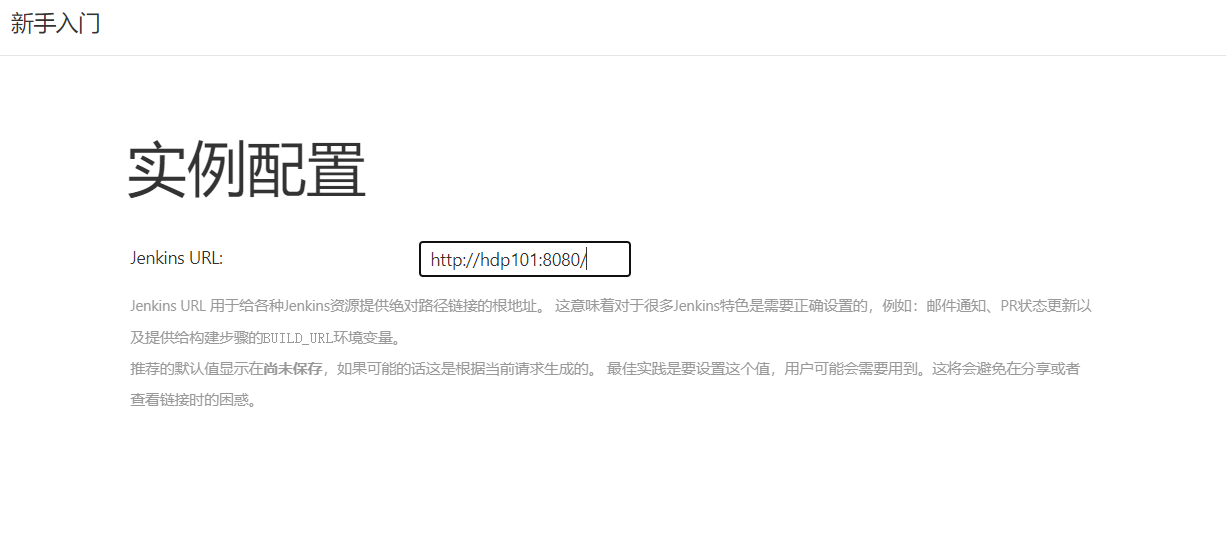 新手入门
实例配置
Jenkins URL:
http://hdp101:8080/
Jenkins URL 用于给各种Jenkins资源提供绝对路径链接的根地址。 这意味着对于很多Jenkins特色是需要正确设置的，例如：邮件通知、PR状态更新以
及提供给构建步骤的BUILD_URL环境变量。
推荐的默认值显示在尚未保存，如果可能的话这是根据当前请求生成的。 最佳实践是要设置这个值，用户可能会需要用到。这将会避免在分享或者
查看链接时的困惑。